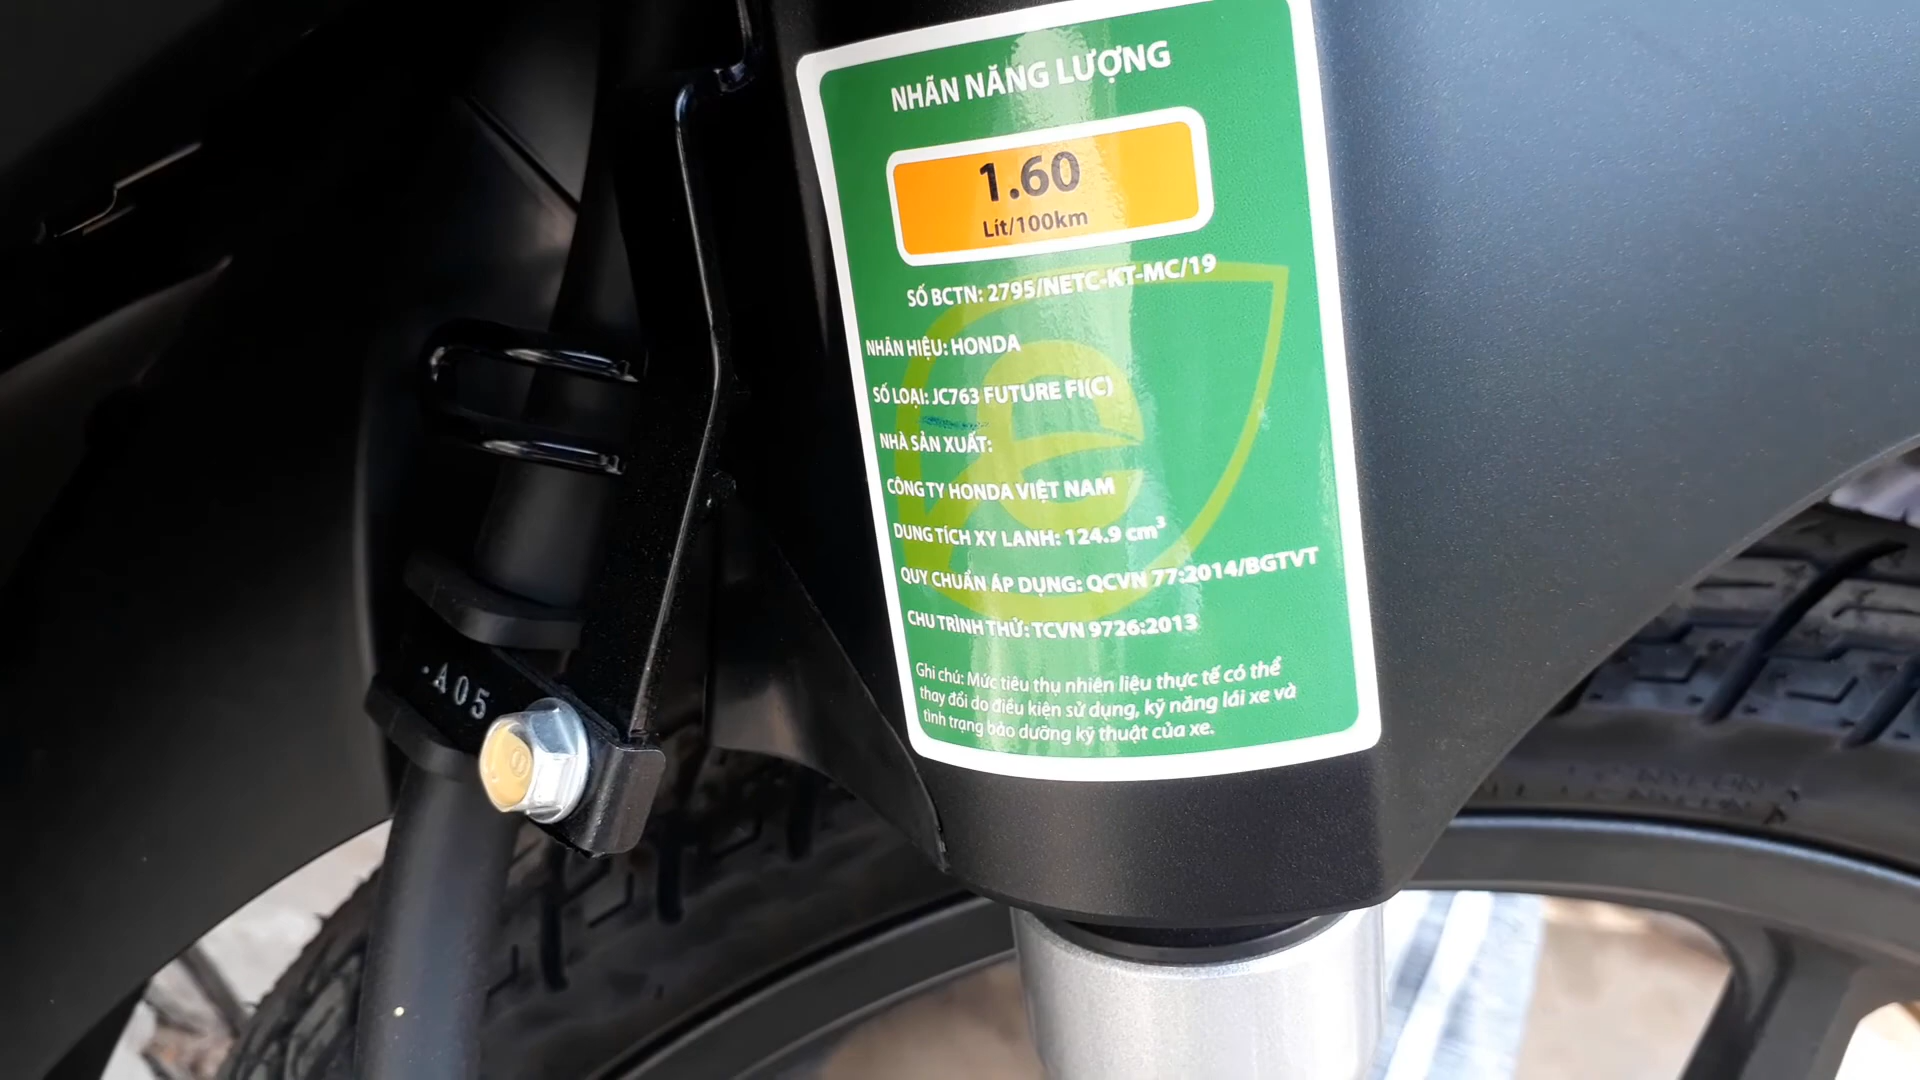 NHÃN NĂNG LƯỢNG
1.60
Lít/100km
SỐ BCTN: 2795/NETC-KT-MC/19
NHÃN HIỆU: HONDA
SỐ LOẠI: JC763 FUTURE FI(C)
NHÀ SẢN XUẤT:
CÔNG TY HONDA VIỆT NAM
DUNG TÍCH XY LANH: 124.9 cm³
QUY CHUẨN ÁP DỤNG: QCVN 77:2014/BGTVT
CHU TRÌNH THỬ: TCVN 9726:2013
Ghi chú: Mức tiêu thụ nhiên liệu thực tế có thể
thay đổi do điều kiện sử dụng, kỹ năng lái xe và
tình trạng bảo dưỡng kỹ thuật của xe.
.A05
NYLON
NYLON